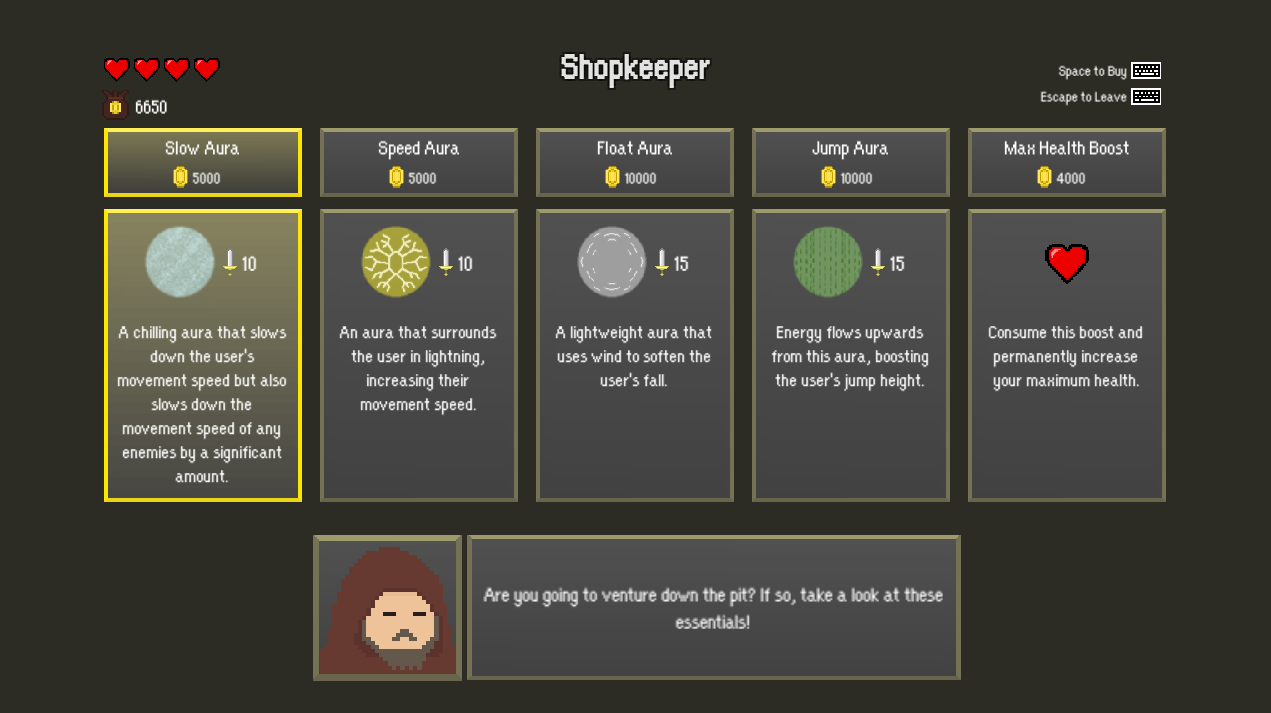 Shopkeeper
Space to Buy
6650
Escape to Leave
Slow Aura
5000
Speed Aura
5000
Float Aura
10000
Jump Aura
10000
Max Health Boost
4000
10
A chilling aura that slows
down the user's
movement speed but also
slows down the
movement speed of any
enemies by a significant
amount.
10
An aura that surrounds
the user in lightning,
increasing their
movement speed.
15
A lightweight aura that
uses wind to soften the
user's fall.
15
Energy flows upwards
from this aura, boosting
the user's jump height.
Consume this boost and
permanently increase
your maximum health.
Are you going to venture down the pit? If so, take a look at these
essentials!